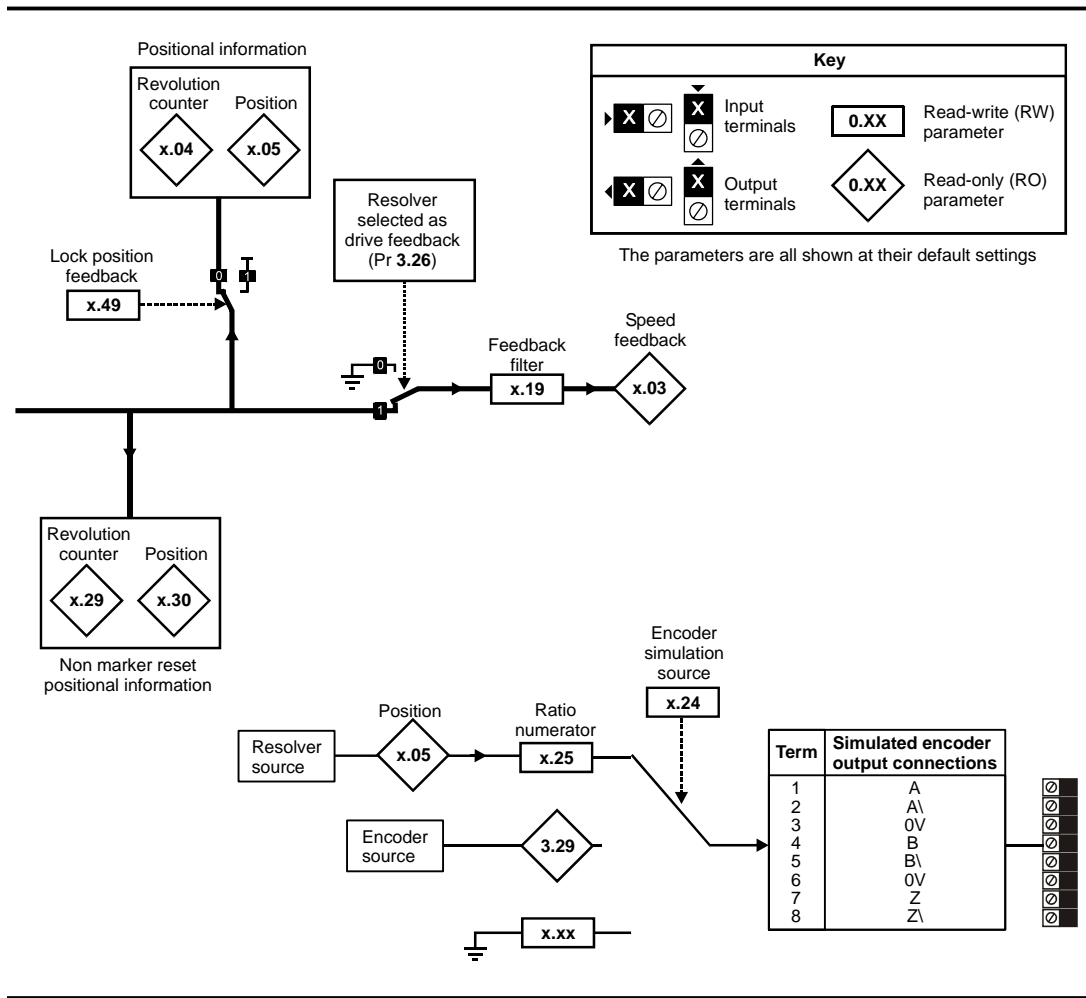 Positional information
Revolution
counter
Position
x.04
x.05
Key
X
Input
terminals
X
0.XX
Read-write (RW)
parameter
X
Output
terminals
X
0.XX
Read-only (RO)
parameter
The parameters are all shown at their default settings
Resolver
selected as
drive feedback
(Pr 3.26)
Lock position
feedback
x.49
0
1
0
1
Feedback
filter
x.19
Speed
feedback
x.03
Revolution
counter
Position
x.29
x.30
Non marker reset
positional information
Encoder
simulation
source
x.24
Resolver
source
Position
x.05
Ratio
numerator
x.25
Encoder
source
3.29
x.xx
Term Simulated encoder
output connections
1 A
2 A\
3 0V
4 B
5 B\
6 0V
7 Z
8 Z\